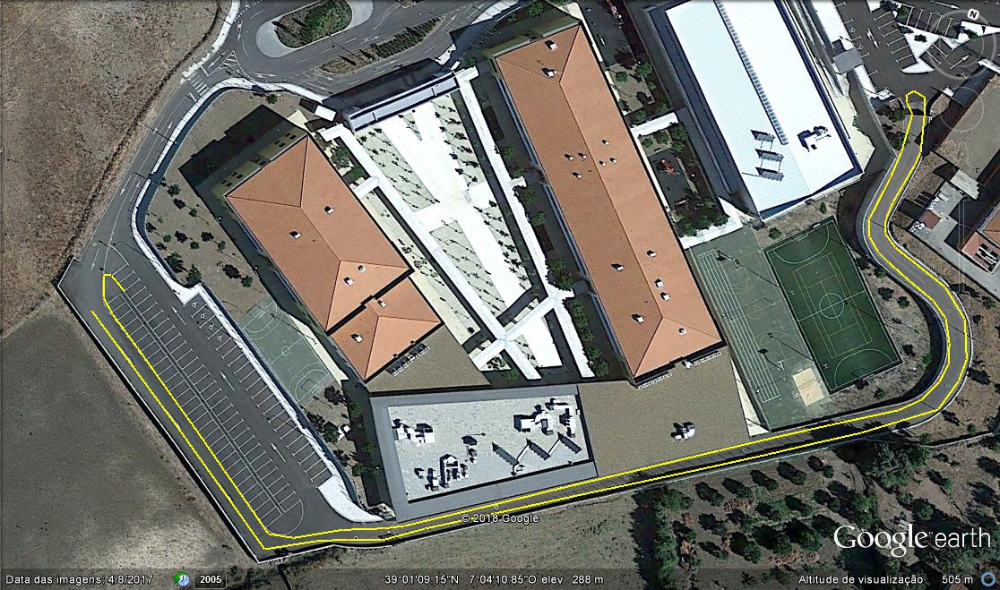 N
© 2018 Google
Google earth
Data das imagens: 4/8/2017 2005 39°01'09.15"N 7°04'10.85"O elev 288 m Altitude de visualização 505 m